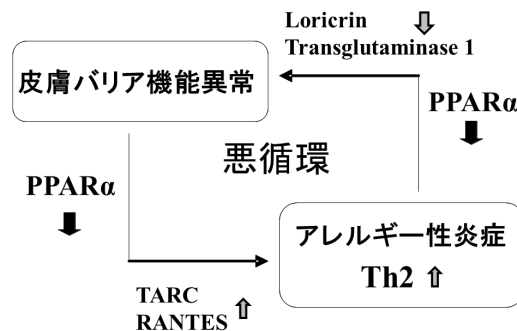 Loricrin
Transglutaminase 1
皮膚バリア機能異常
PPARα
悪循環
PPARα
アレルギー性炎症
Th2
TARC
RANTES